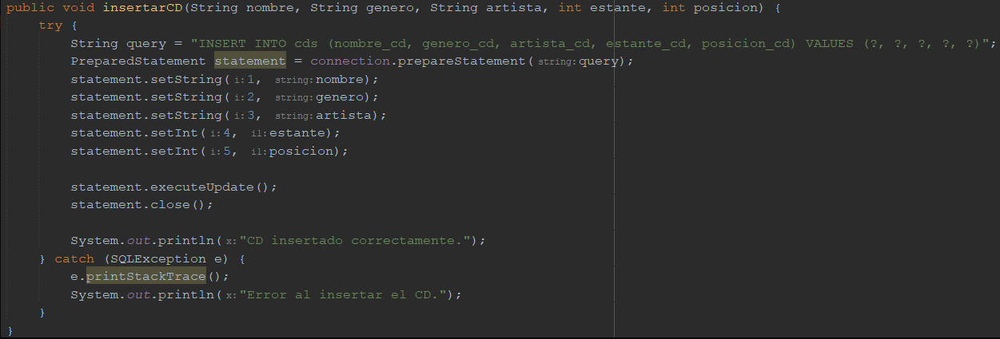 public void insertarCD(String nombre, String genero, String artista, int estante, int posicion) {
    try {
        String query = "INSERT INTO cds (nombre_cd, genero_cd, artista_cd, estante_cd, posicion_cd) VALUES (?, ?, ?, ?, ?)";
        PreparedStatement statement = connection.prepareStatement( string: query);
        statement.setString( i: 1, string: nombre);
        statement.setString( i: 2, string: genero);
        statement.setString( i: 3, string: artista);
        statement.setInt( i: 4, i1: estante);
        statement.setInt( i: 5, i1: posicion);

        statement.executeUpdate();
        statement.close();

        System.out.println( x: "CD insertado correctamente.");
    } catch (SQLException e) {
        e.printStackTrace();
        System.out.println( x: "Error al insertar el CD.");
    }
}